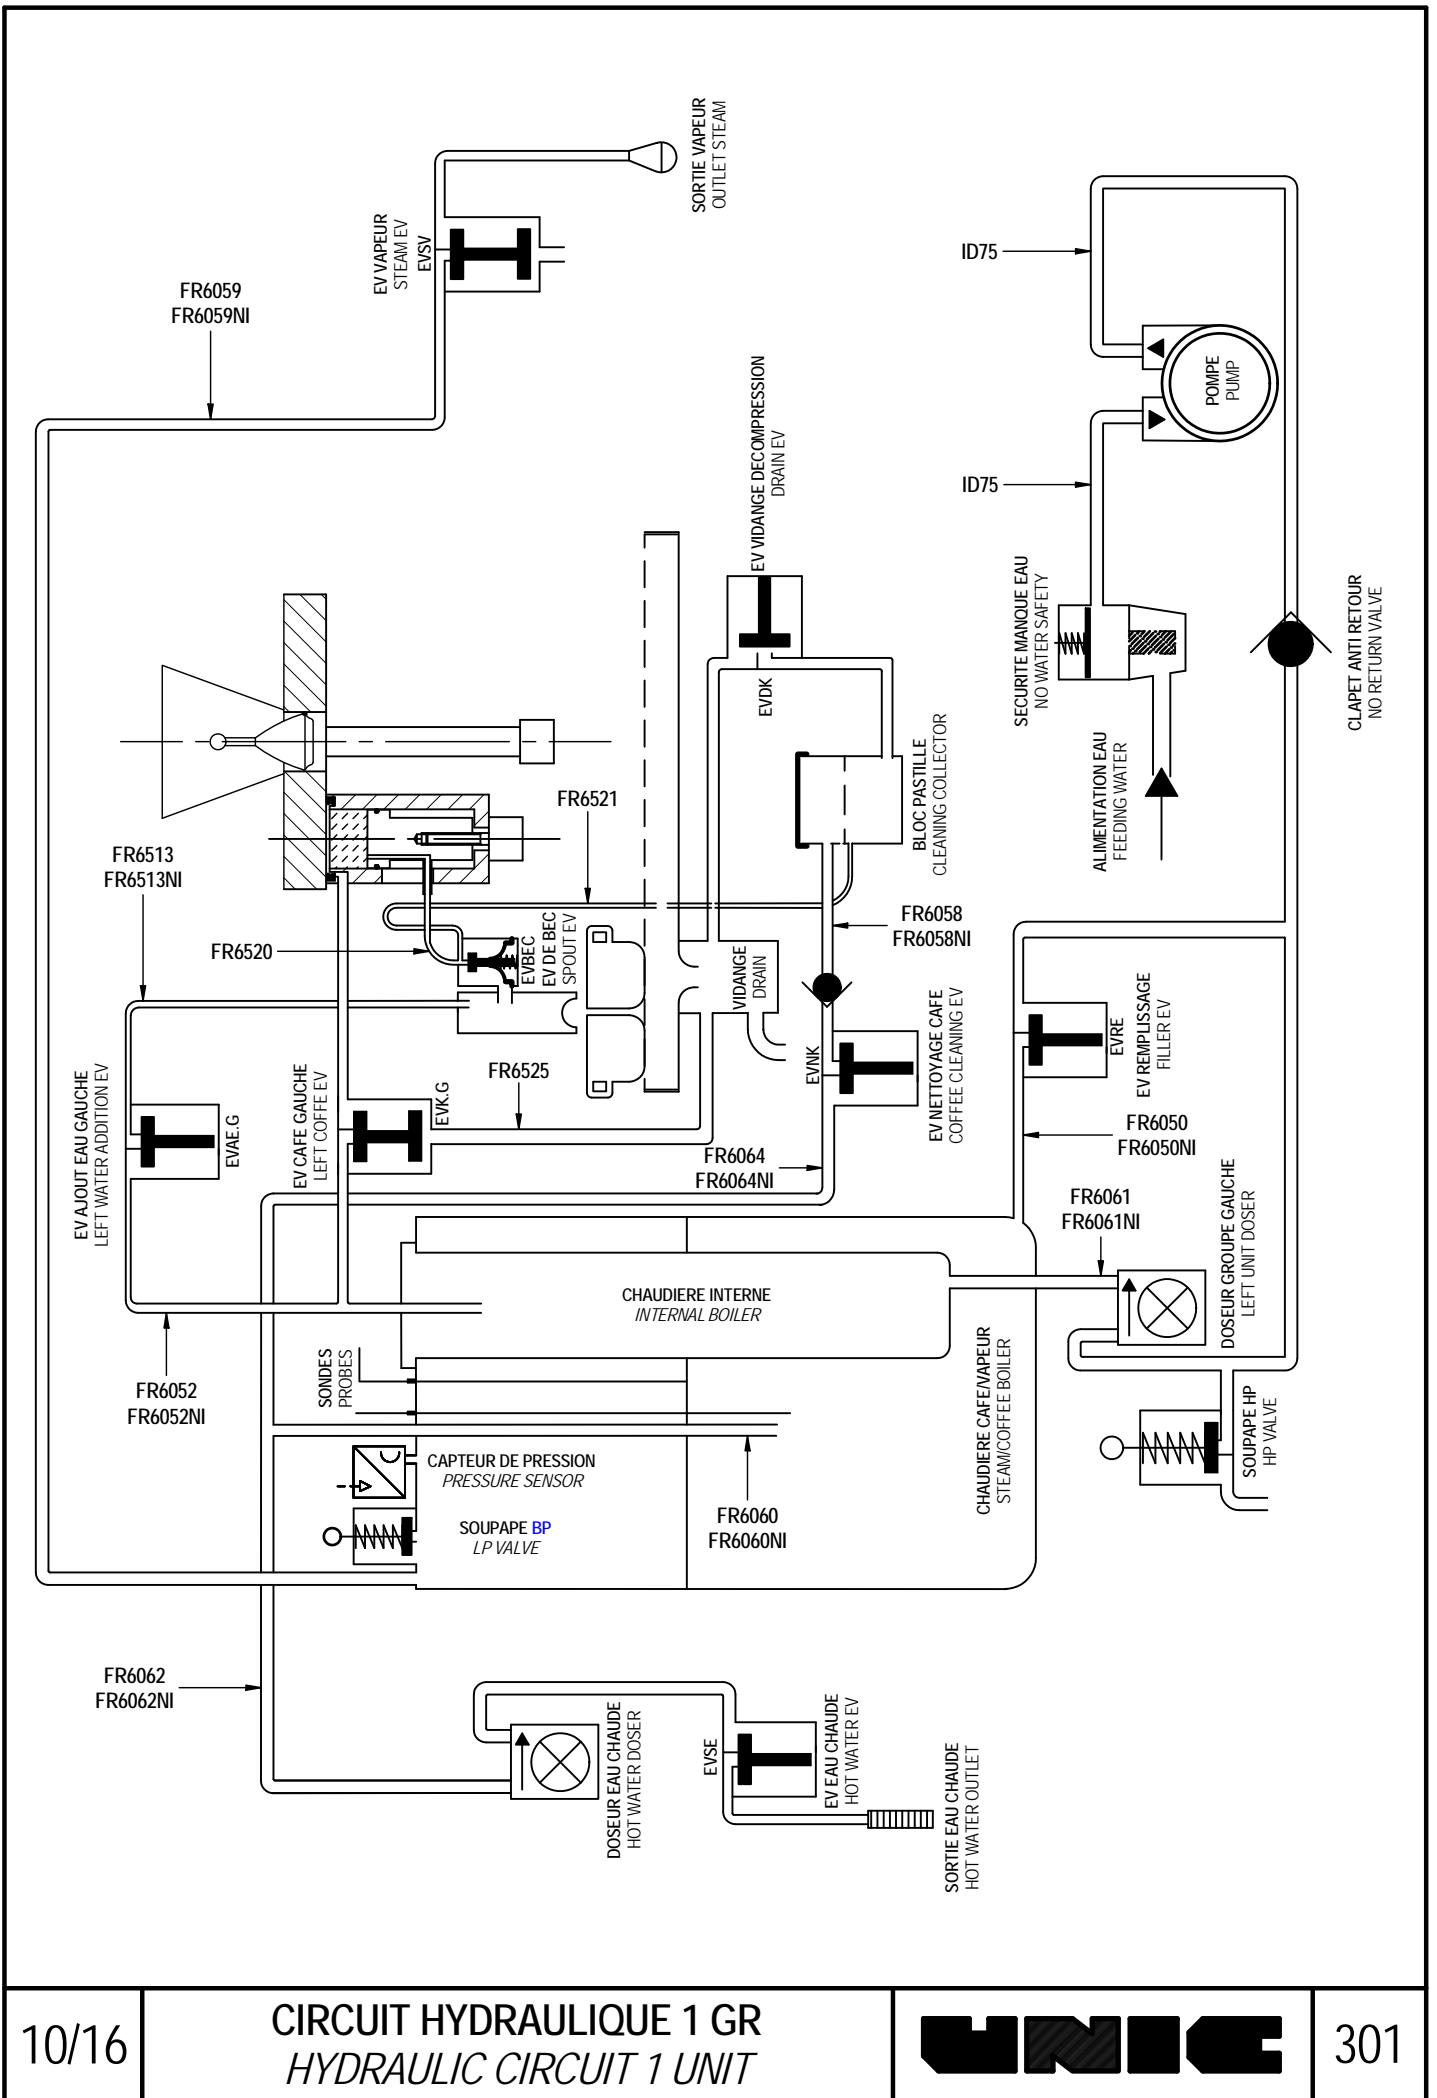 SORTIE VAPEUR
OUTLET STEAM
EV VAPEUR
STEAM EV
EVSV
FR6059
FR6059NI
ID75
POMPE
PUMP
EV VIDANGE DECOMPRESSION
DRAIN EV
EVDK
ID75
SECURITE MANQUE EAU
NO WATER SAFETY
CLAPET ANTI RETOUR
NO RETURN VALVE
ALIMENTATION EAU
FEEDING WATER
BLOC PASTILLE
CLEANING COLLECTOR
FR6521
FR6513
FR6513NI
FR6520
EVBEC
EV DE BEC
SPOUT EV
VIDANGE
DRAIN
FR6058
FR6058NI
EVNK
EV NETTOYAGE CAFE
COFFEE CLEANING EV
EVRE
EV REMPLISSAGE
FILLER EV
EV AJOUT EAU GAUCHE
LEFT WATER ADDITION EV
EVAE.G
EV CAFE GAUCHE
LEFT COFFE EV
EVK.G
FR6525
FR6064
FR6064NI
FR6050
FR6050NI
FR6061
FR6061NI
DOSEUR GROUPE GAUCHE
LEFT UNIT DOSER
CHAUDIERE INTERNE
INTERNAL BOILER
CHAUDIERE CAFE/VAPEUR
STEAM/COFFEE BOILER
FR6052
FR6052NI
SONDES
PROBES
CAPTEUR DE PRESSION
PRESSURE SENSOR
SOUPAPE BP
LP VALVE
FR6060
FR6060NI
SOUPAPE HP
HP VALVE
FR6062
FR6062NI
DOSEUR EAU CHAUDE
HOT WATER DOSER
EVSE
EV EAU CHAUDE
HOT WATER EV
SORTIE EAU CHAUDE
HOT WATER OUTLET
10/16
CIRCUIT HYDRAULIQUE 1 GR
HYDRAULIC CIRCUIT 1 UNIT
UNIC
301